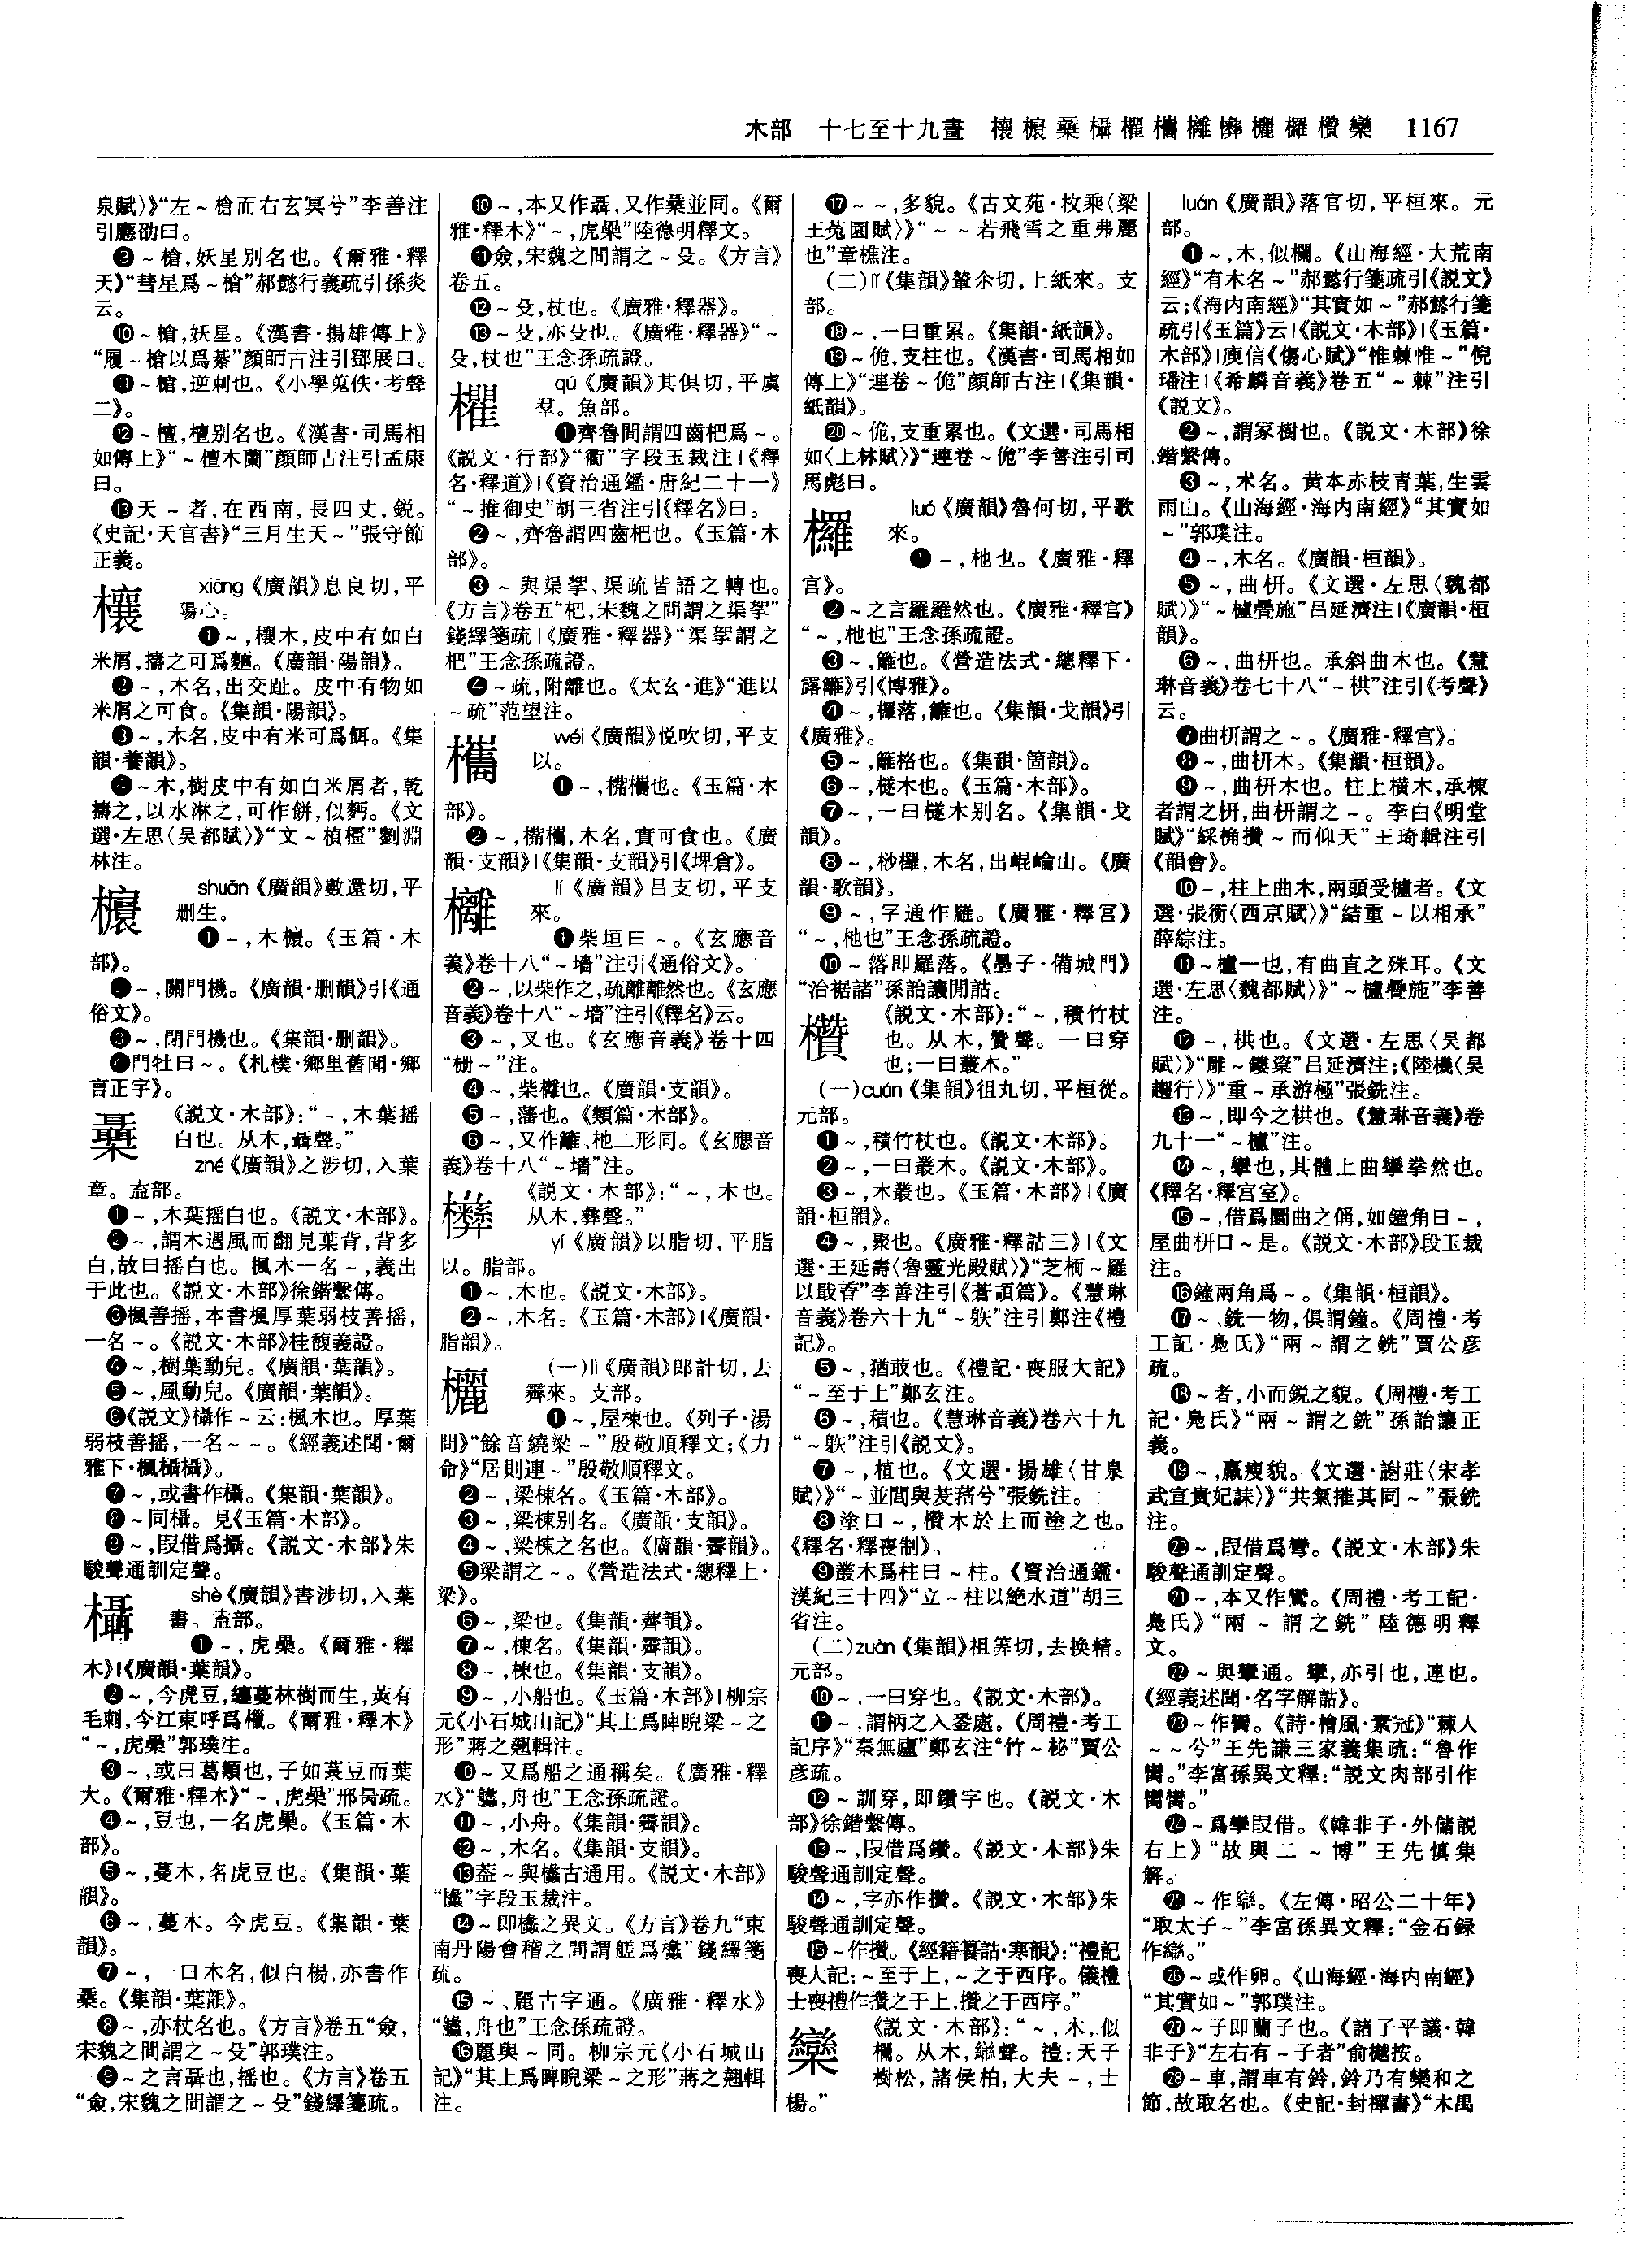 木部　十七至十九畫　欀欜櫐欇欋欈㰚㰘欐欏欑欒　1167
泉賦〉》“左～槍而右玄冥兮”李善注
引應劭曰。
❾～槍,妖星别名也。《爾雅·釋
天》“彗星爲～槍”郝懿行義疏引孫炎
云。
❿～槍,妖星。《漢書·揚雄傳上》
“履～槍以爲綦”顔師古注引鄧展曰。
⓫～槍,逆刺也。《小學蒐佚·考聲
二》。
⓬～檀,檀别名也。《漢書·司馬相
如傳上》“～檀木蘭”顔師古注引孟康
曰。
⓭天～者,在西南,長四丈,鋭。
《史記·天官書》“三月生天～”張守節
正義。
欀　xiāng《廣韻》息良切,平
陽心。
❶～,欀木,皮中有如白
米屑,擣之可爲麵。《廣韻·陽韻》。
❷～,木名,出交趾。皮中有物如
米屑之可食。《集韻·陽韻》。
❸～,木名,皮中有米可爲餌。《集
韻·養韻》。
❹～木,樹皮中有如白米屑者,乾
擣之,以水淋之,可作餅,似麪。《文
選·左思〈吴都賦〉》“文～楨橿”劉淵
林注。
shuān《廣韻》數還切,平
删生。
❶～,木櫎。《玉篇·木
部》。
❷～,關門機。《廣韻·删韻》引《通
俗文》。
❸～,閉門機也。《集韻·删韻》。
❹門牡曰～。《札樸·鄉里舊聞·鄉
言正字》。
《説文·木部》:“～,木葉摇
白也。从木,聶聲。”
zhé《廣韻》之涉切,入葉
章。盍部。
❶～,木葉摇白也。《説文·木部》。
❷～,謂木遇風而翻見葉背,背多
白,故曰摇白也。楓木一名～,義出
于此也。《説文·木部》徐鍇繫傳。
❸楓善摇,本書楓厚葉弱枝善摇,
一名～。《説文·木部》桂馥義證。
❹～,樹葉動皃。《廣韻·葉韻》。
❺～,風動皃。《廣韻·葉韻》。
❻《説文》欇作～云:楓木也。厚葉
弱枝善摇,一名～～。《經義述聞·爾
雅下·楓欇欇》。
❼～,或書作欇。《集韻·葉韻》。
❽～同欇。見《玉篇·木部》。
❾～,叚借爲攝。《説文·木部》朱
駿聲通訓定聲。
欇　shè《廣韻》書涉切,入葉
書。盍部。
❶～,虎櫐。《爾雅·釋
木》|《廣韻·葉韻》。
❷～,今虎豆,纏蔓林樹而生,莢有
毛刺,今江東呼爲欇。《爾雅·釋木》
“～,虎櫐”郭璞注。
❸～,或曰葛類也,子如菉豆而葉
大。《爾雅·釋木》“～,虎櫐”邢昺疏。
❹～,豆也,一名虎櫐。《玉篇·木
部》。
❺～,蔓木,名虎豆也。《集韻·葉
韻》。
❻～,蔓木。今虎豆。《集韻·葉
韻》。
❼～,一曰木名,似白楊,亦書作
㰒。《集韻·葉韻》。
❽～,亦杖名也。《方言》卷五“僉,
宋魏之間謂之～殳”郭璞注。
❾～之言聶也,摇也。《方言》卷五
“僉,宋魏之間謂之～殳”錢繹箋疏。
❿～,本又作聶,又作㰒並同。《爾
雅·釋木》“～,虎櫐”陸德明釋文。
⓫僉,宋魏之間謂之～殳。《方言》
卷五。
⓬～殳,杖也。《廣雅·釋器》。
⓭～殳,亦殳也。《廣雅·釋器》“～
殳,杖也”王念孫疏證。
欋　qú《廣韻》其俱切,平虞
羣。魚部。
❶齊魯間謂四齒杷爲～。
《説文·行部》“衢”字段玉裁注|《釋
名·釋道》|《資治通鑑·唐紀二十一》
“～推御史”胡三省注引《釋名》曰。
❷～,齊魯謂四齒杷也。《玉篇·木
部》。
❸～與渠挐、渠疏皆語之轉也。
《方言》卷五“杷,宋魏之間謂之渠挐”
錢繹箋疏|《廣雅·釋器》“渠挐謂之
杷”王念孫疏證。
❹～疏,附離也。《太玄·進》“進以
～疏”范望注。
欈　wéi《廣韻》悦吹切,平支
以。
❶～,㰈欈也。《玉篇·木
部》。
❷～,㰈欈,木名,實可食也。《廣
韻·支韻》|《集韻·支韻》引《埤倉》。
lí《廣韻》吕支切,平支
來。
❶柴垣曰～。《玄應音
義》卷十八“～墻”注引《通俗文》。
❷～,以柴作之,疏離離然也。《玄應
音義》卷十八“～墻”注引《釋名》云。
❸～,叉也。《玄應音義》卷十四
“栅～”注。
❹～,柴欏也。《廣韻·支韻》。
❺～,藩也。《類篇·木部》。
❻～,又作離、杝二形同。《玄應音
義》卷十八“～墻”注。
《説文·木部》:“～,木也。
从木,彝聲。”
yí《廣韻》以脂切,平脂
以。脂部。
❶～,木也。《説文·木部》。
❷～,木名。《玉篇·木部》|《廣韻·
脂韻》。
欐　(一)lì《廣韻》郎計切,去
霽來。支部。
❶～,屋棟也。《列子·湯
問》“餘音繞梁～”殷敬順釋文;《力
命》“居則連～”殷敬順釋文。
❷～,梁棟名。《玉篇·木部》。
❸～,梁棟别名。《廣韻·支韻》。
❹～,梁棟之名也。《廣韻·霽韻》。
❺梁謂之～。《營造法式·總釋上·
梁》。
❻～,梁也。《集韻·霽韻》。
❼～,棟名。《集韻·霽韻》。
❽～,棟也。《集韻·支韻》。
❾～,小船也。《玉篇·木部》|柳宗
元《小石城山記》“其上爲睥睨梁～之
形”蔣之翹輯注。
❿～又爲船之通稱矣。《廣雅·釋
水》“艬,舟也”王念孫疏證。
⓫～,小舟。《集韻·霽韻》。
⓬～,木名。《集韻·支韻》。
⓭葢～與欚古通用。《説文·木部》
“欚”字段玉裁注。
⓮～即欚之異文。《方言》卷九“東
南丹陽會稽之間謂艖爲欚”錢繹箋
疏。
⓯～、麗古字通。《廣雅·釋水》
“艬,舟也”王念孫疏證。
⓰麗與～同。柳宗元《小石城山
記》“其上爲睥睨梁～之形”蔣之翹輯
注。
⓱～～,多貌。《古文苑·枚乘〈梁
王菟園賦〉》“～～若飛雪之重弗麗
也”章樵注。
(二)lǐ《集韻》輦尒切,上紙來。支
部。
⓲～,一曰重累。《集韻·紙韻》。
⓳～佹,支柱也。《漢書·司馬相如
傳上》“連卷～佹”顔師古注|《集韻·
紙韻》。
⓴～佹,支重累也。《文選·司馬相
如〈上林賦〉》“連卷～佹”李善注引司
馬彪曰。
欏　luó《廣韻》魯何切,平歌
來。
❶～,杝也。《廣雅·釋
宫》。
❷～之言羅羅然也。《廣雅·釋宫》
“～,杝也”王念孫疏證。
❸～,籬也。《營造法式·總釋下·
露籬》引《博雅》。
❹～,欏落,籬也。《集韻·戈韻》引
《廣雅》。
❺～,籬格也。《集韻·箇韻》。
❻～,檖木也。《玉篇·木部》。
❼～,一曰檖木别名。《集韻·戈
韻》。
❽～,桫欏,木名,出崐崘山。《廣
韻·歌韻》。
❾～,字通作羅。《廣雅·釋宫》
“～,杝也”王念孫疏證。
❿～落即羅落。《墨子·備城門》
“治裾諸”孫詒讓閒詁。
欑　《説文·木部》:“～,積竹杖
也。从木,贊聲。一曰穿
也;一曰叢木。”
(一)cuán《集韻》徂丸切,平桓從。
元部。
❶～,積竹杖也。《説文·木部》。
❷～,一曰叢木。《説文·木部》。
❸～,木叢也。《玉篇·木部》|《廣
韻·桓韻》。
❹～,聚也。《廣雅·釋詁三》|《文
選·王延壽〈魯靈光殿賦〉》“芝栭～羅
以戢孴”李善注引《蒼頡篇》。《慧琳
音義》卷六十九“～㰲”注引鄭注《禮
記》。
❺～,猶菆也。《禮記·喪服大記》
“～至于上”鄭玄注。
❻～,積也。《慧琳音義》卷六十九
“～㰲”注引《説文》。
❼～,植也。《文選·揚雄〈甘泉
賦〉》“～並閭與茇䓉兮”張銑注。
❽塗曰～,欑木於上而塗之也。
《釋名·釋喪制》。
❾叢木爲柱曰～柱。《資治通鑑·
漢紀三十四》“立～柱以絶水道”胡三
省注。
(二)zuàn《集韻》祖筭切,去换精。
元部。
❿～,一曰穿也。《説文·木部》。
⓫～,謂柄之入銎處。《周禮·考工
記序》“秦無廬”鄭玄注“竹～柲”賈公
彦疏。
⓬～訓穿,即鑽字也。《説文·木
部》徐鍇繫傳。
⓭～,叚借爲鑽。《説文·木部》朱
駿聲通訓定聲。
⓮～,字亦作攢。《説文·木部》朱
駿聲通訓定聲。
⓯～作攢。《經籍籑詁·寒韻》:“禮記
喪大記:～至于上,～之于西序。儀禮
士喪禮作攢之于上,攢之于西序。”
欒　《説文·木部》:“～,木,似
欄。从木,䜌聲。禮:天子
樹松,諸侯柏,大夫～,士
楊。”
luán《廣韻》落官切,平桓來。元
部。
❶～,木,似欄。《山海經·大荒南
經》“有木名～”郝懿行箋疏引《説文》
云;《海内南經》“其實如～”郝懿行箋
疏引《玉篇》云|《説文·木部》|《玉篇·
木部》|庾信《傷心賦》“惟棘惟～”倪
璠注|《希麟音義》卷五“～棘”注引
《説文》。
❷～,謂冢樹也。《説文·木部》徐
鍇繫傳。
❸～,木名。黄本赤枝青葉,生雲
雨山。《山海經·海内南經》“其實如
～”郭璞注。
❹～,木名。《廣韻·桓韻》。
❺～,曲枅。《文選·左思〈魏都
賦〉》“～櫨疊施”吕延濟注|《廣韻·桓
韻》。
❻～,曲枅也。承斜曲木也。《慧
琳音義》卷七十八“～栱”注引《考聲》
云。
❼曲枅謂之～。《廣雅·釋宫》。
❽～,曲枅木。《集韻·桓韻》。
❾～,曲枅木也。柱上横木,承棟
者謂之枅,曲枅謂之～。李白《明堂
賦》“綵桷攢～而仰天”王琦輯注引
《韻會》。
❿～,柱上曲木,兩頭受櫨者。《文
選·張衡〈西京賦〉》“結重～以相承”
薛綜注。
⓫～櫨一也,有曲直之殊耳。《文
選·左思〈魏都賦〉》“～櫨疊施”李善
注。
⓬～,栱也。《文選·左思〈吴都
賦〉》“雕～鏤楶”吕延濟注;《陸機〈吴
趨行〉》“重～承游極”張銑注。
⓭～,即今之栱也。《慧琳音義》卷
九十一“～櫨”注。
⓮～,攣也,其體上曲攣拳然也。
《釋名·釋宫室》。
⓯～,借爲圜曲之偁,如鐘角曰～,
屋曲枅曰～是。《説文·木部》段玉裁
注。
⓰鐘兩角爲～。《集韻·桓韻》。
⓱～、銑一物,俱謂鐘。《周禮·考
工記·鳧氏》“兩～謂之銑”賈公彦
疏。
⓲～者,小而鋭之貌。《周禮·考工
記·鳧氏》“兩～謂之銑”孫詒讓正
義。
⓳～,羸瘦貌。《文選·謝莊〈宋孝
武宣貴妃誄〉》“共氣摧其同～”張銑
注。
⓴～,叚借爲彎。《説文·木部》朱
駿聲通訓定聲。
㉑～,本又作鸞。《周禮·考工記·
鳧氏》“兩～謂之銑”陸德明釋
文。
㉒～與攣通。攣,亦引也,連也。
《經義述聞·名字解詁》。
㉓～作臠。《詩·檜風·素冠》“棘人
～～兮”王先謙三家義集疏:“魯作
臠。”李富孫異文釋:“説文肉部引作
臠臠。”
㉔～爲孿叚借。《韓非子·外儲説
右上》“故與二～博”王先慎集
解。
㉕～作䜌。《左傳·昭公二十年》
“取太子～”李富孫異文釋:“金石録
作䜌。”
㉖～或作卵。《山海經·海内南經》
“其實如～”郭璞注。
㉗～子即蘭子也。《諸子平議·韓
非子》“左右有～子者”俞樾按。
㉘～車,謂車有鈴,鈴乃有欒和之
節,故取名也。《史記·封禪書》“木禺